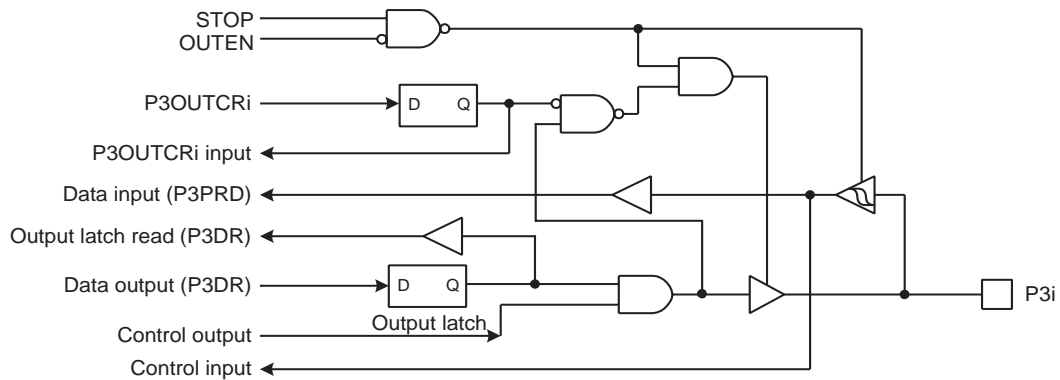 STOP
OUTEN
P3OUTCRi
D Q
P3OUTCRi input
Data input (P3PRD)
Output latch read (P3DR)
Data output (P3DR)
D Q
P3i
Output latch
Control output
Control input